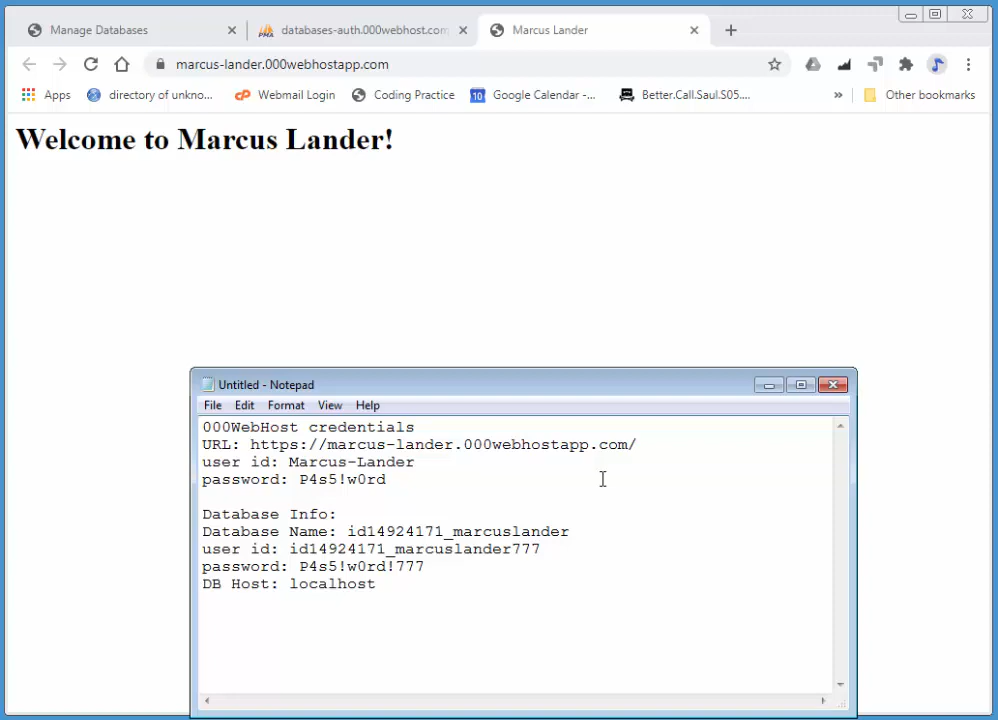 Manage Databases
databases-auth.000webhost.com
Marcus Lander
marcus-lander.000webhostapp.com
Apps
directory of unkno...
Webmail Login
Coding Practice
10
Google Calendar -...
Better.Call.Saul.S05....
»
Other bookmarks
Welcome to Marcus Lander!
Untitled - Notepad
File Edit Format View Help
000WebHost credentials
URL: https://marcus-lander.000webhostapp.com/
user id: Marcus-Lander
password: P4s5!w0rd
Database Info:
Database Name: id14924171_marcuslander
user id: id14924171_marcuslander777
password: P4s5!w0rd!777
DB Host: localhost